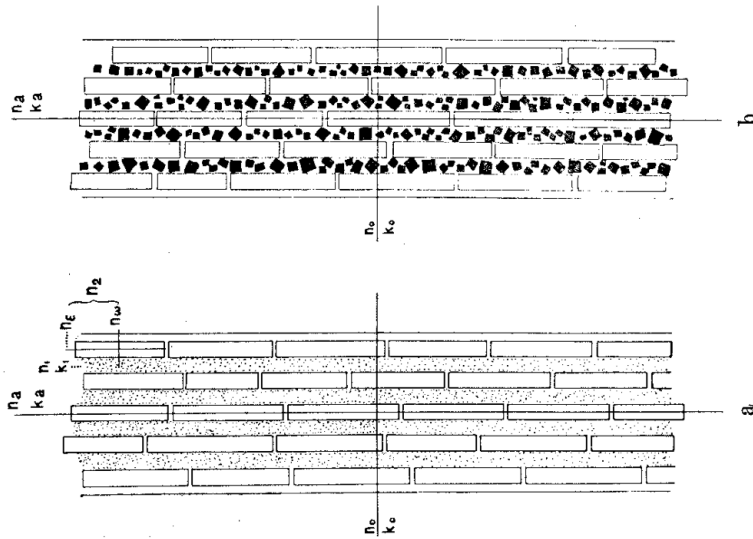 nₐ
kₐ
n₀
k₀
b
n₂
nε
nω
n₁
k₁
nₐ
kₐ
n₀
k₀
a